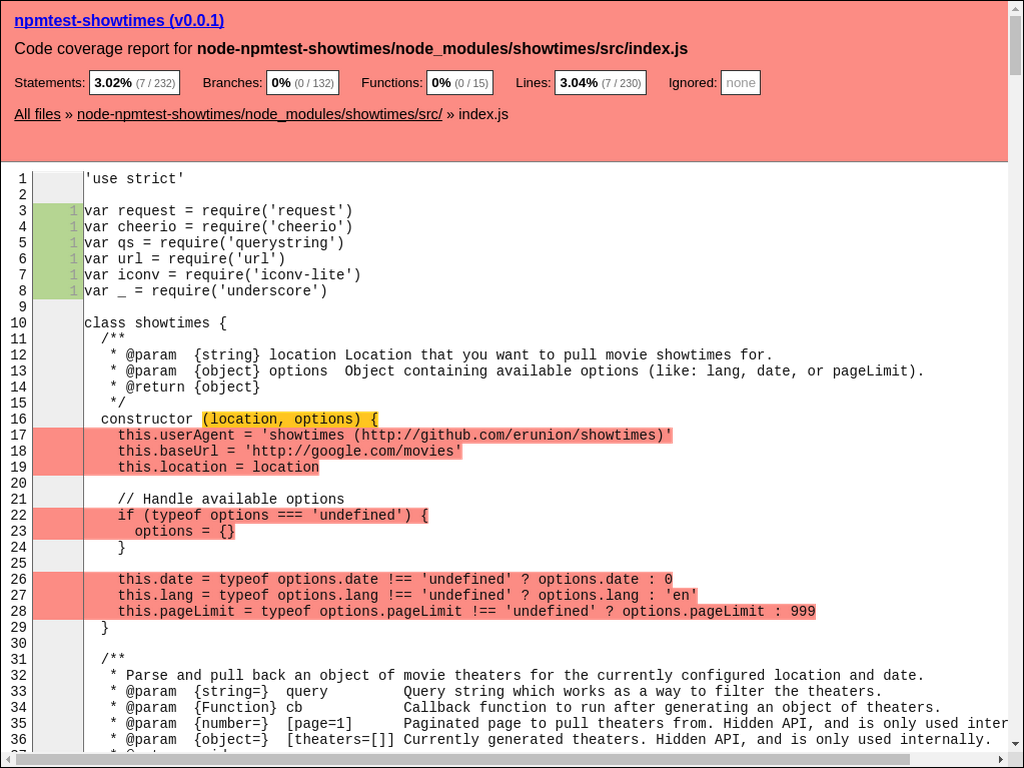 npmtest-showtimes (v0.0.1)
Code coverage report for node-npmtest-showtimes/node_modules/showtimes/src/index.js
Statements: 3.02% (7 / 232) Branches: 0% (0 / 132) Functions: 0% (0 / 15) Lines: 3.04% (7 / 230) Ignored: none
All files » node-npmtest-showtimes/node_modules/showtimes/src/ » index.js
1 'use strict'
2
3 1 var request = require('request')
4 1 var cheerio = require('cheerio')
5 1 var qs = require('querystring')
6 1 var url = require('url')
7 1 var iconv = require('iconv-lite')
8 1 var _ = require('underscore')
9
10 class showtimes {
11   /**
12    * @param  {string} location Location that you want to pull movie showtimes for.
13    * @param  {object} options  Object containing available options (like: lang, date, or pageLimit).
14    * @return {object}
15    */
16   constructor (location, options) {
17     this.userAgent = 'showtimes (http://github.com/erunion/showtimes)'
18     this.baseUrl = 'http://google.com/movies'
19     this.location = location
20
21     // Handle available options
22     if (typeof options === 'undefined') {
23       options = {}
24     }
25
26     this.date = typeof options.date !== 'undefined' ? options.date : 0
27     this.lang = typeof options.lang !== 'undefined' ? options.lang : 'en'
28     this.pageLimit = typeof options.pageLimit !== 'undefined' ? options.pageLimit : 999
29   }
30
31   /**
32    * Parse and pull back an object of movie theaters for the currently configured location and date.
33    * @param  {string=}  query         Query string which works as a way to filter the theaters.
34    * @param  {Function} cb            Callback function to run after generating an object of theaters.
35    * @param  {number=}  [page=1]      Paginated page to pull theaters from. Hidden API, and is only used inter
36    * @param  {object=}  [theaters=[]] Currently generated theaters. Hidden API, and is only used internally.